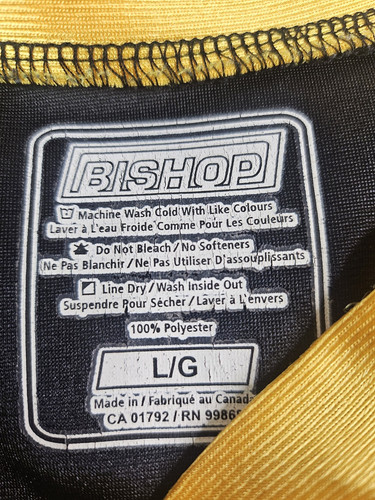 BISHOP
Machine Wash Cold With Like Colours
Laver à L'eau Froide Comme Pour Les Couleurs
Do Not Bleach / No Softeners
Ne Pas Blanchir / Ne Pas Utiliser D'assouplissants
Line Dry / Wash Inside Out
Suspendre Pour Sécher / Laver à L'envers
100% Polyester
L/G
Made in / Fabriqué au
CA 01792 / RN